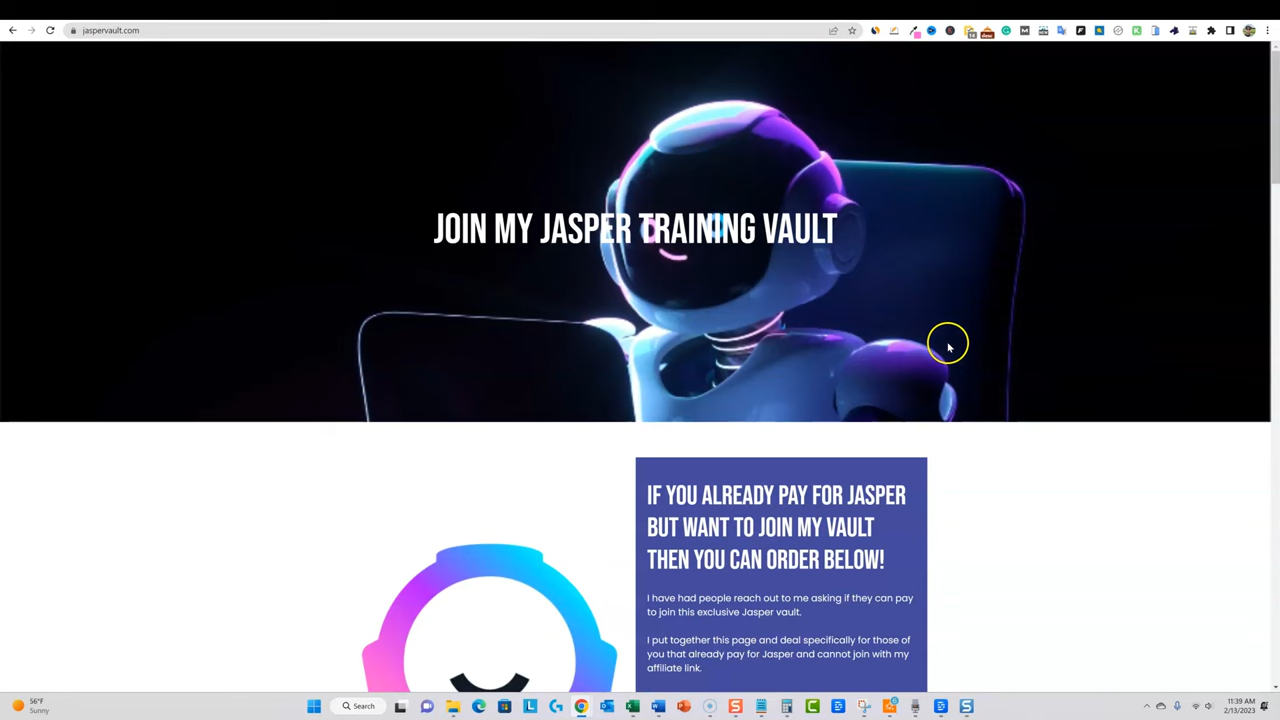 jaspervault.com
JOIN MY JASPER TRAINING VAULT
IF YOU ALREADY PAY FOR JASPER
BUT WANT TO JOIN MY VAULT
THEN YOU CAN ORDER BELOW!
I have had people reach out to me asking if they can pay
to join this exclusive Jasper vault.
I put together this page and deal specifically for those of
you that already pay for Jasper and cannot join with my
affiliate link.
56°F
Sunny
Search
11:39 AM
2/13/2023